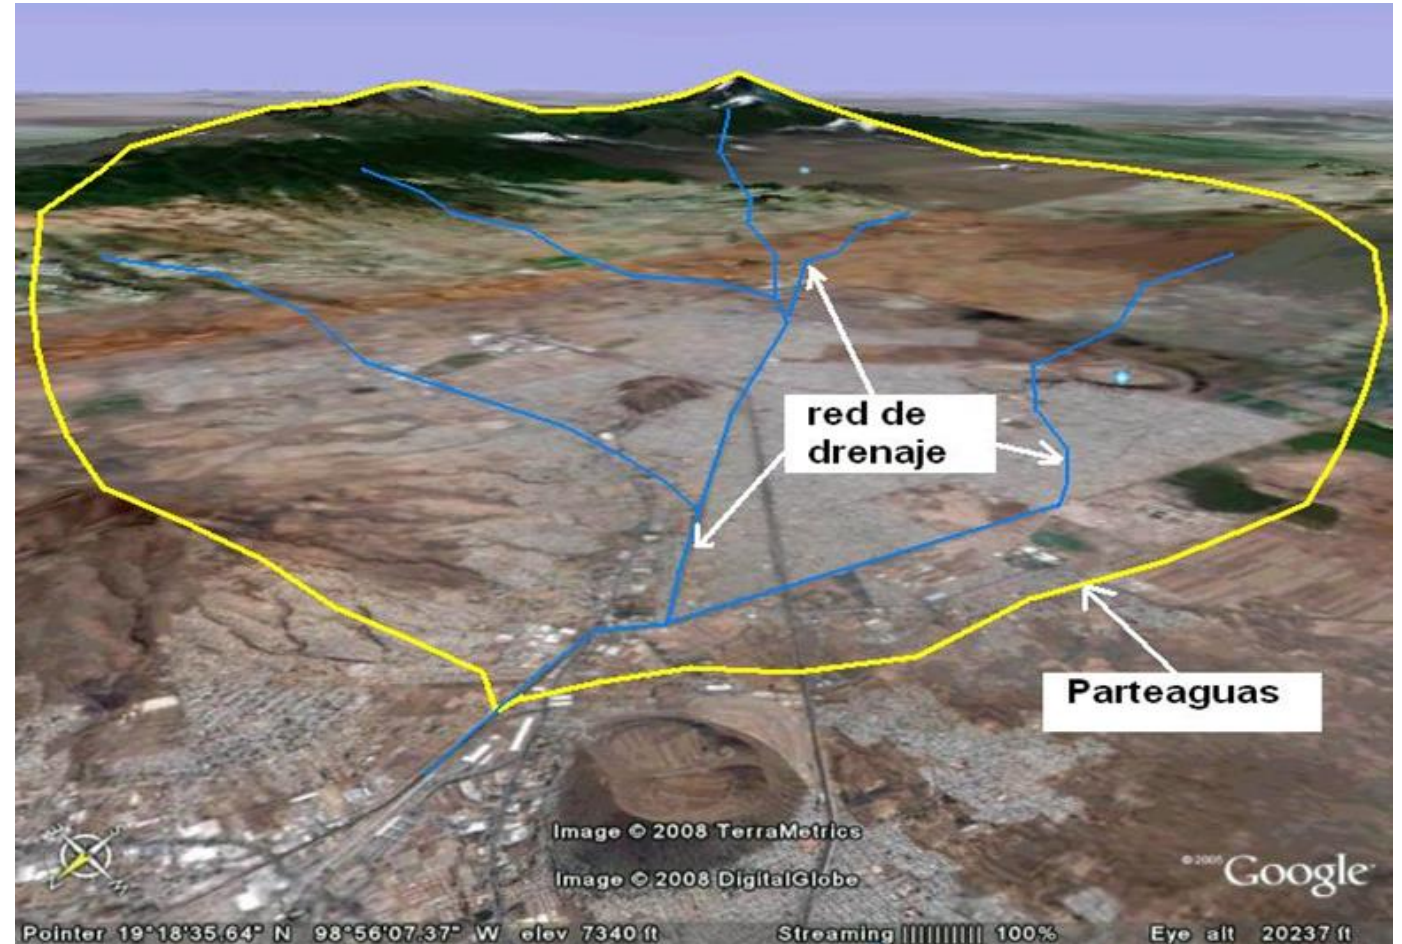 red de
drenaje
Parteaguas
Image © 2008 TerraMetrics
Image © 2008 DigitalGlobe
©2005 Google
Pointer 19°18'35.64" N 98°56'07.37" W elev 7340 ft Streaming |||||||||| 100% Eye alt 20237 ft